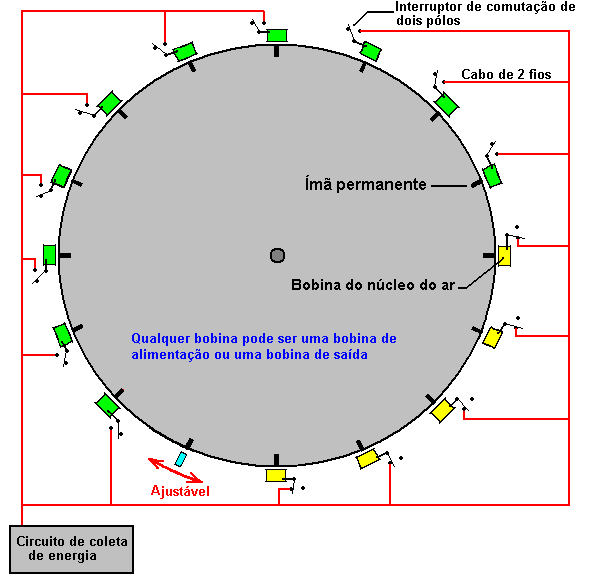 Interruptor de comutação de
dois pólos
Cabo de 2 fios
Ímã permanente
Bobina do núcleo do ar
Qualquer bobina pode ser uma bobina de
alimentação ou uma bobina de saída
Ajustável
Circuito de coleta
de energia